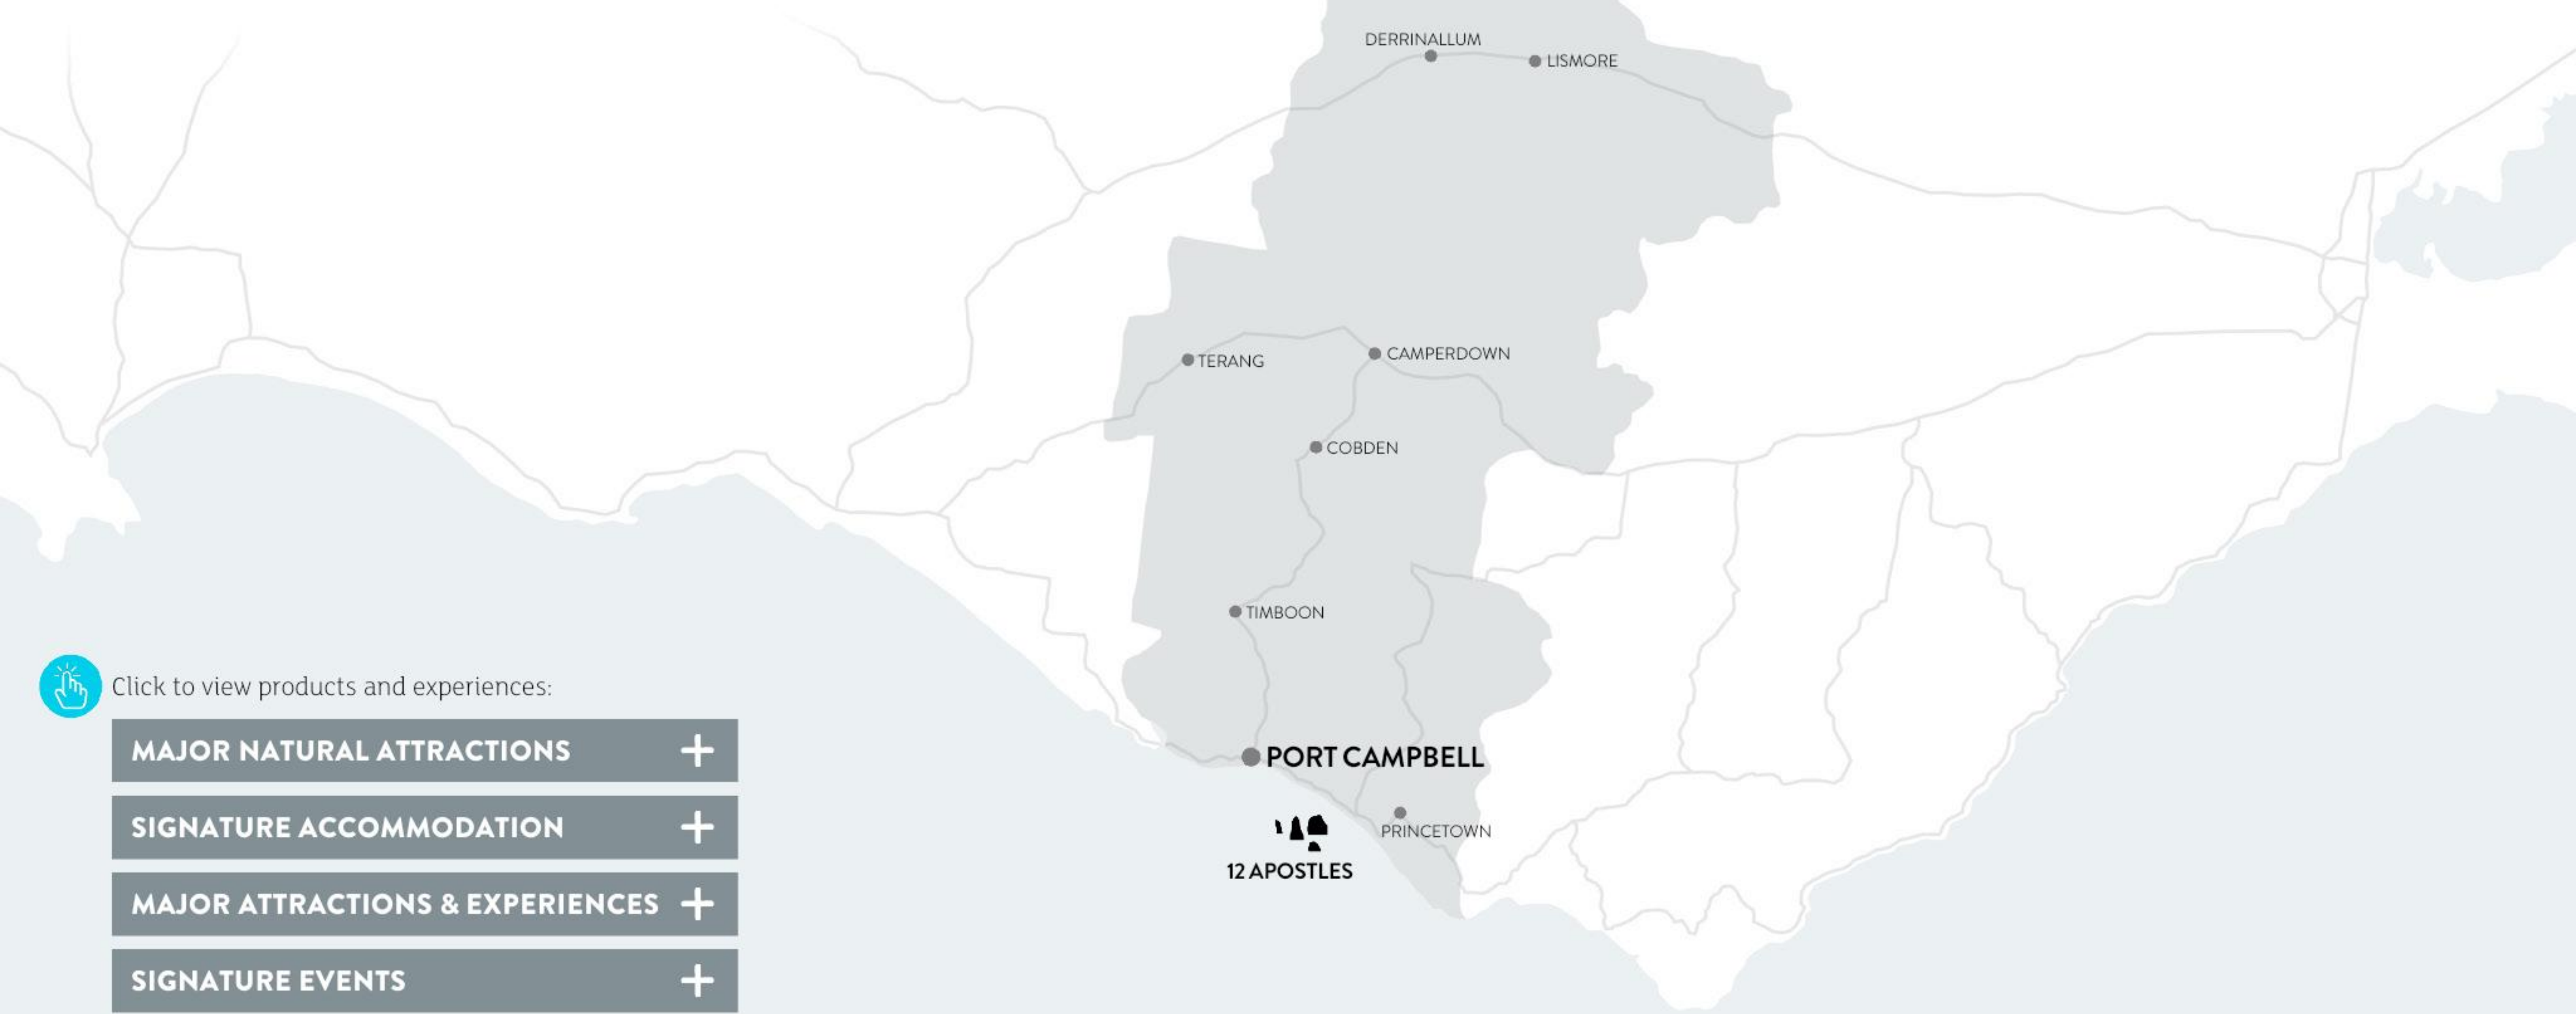 DERRINALLUM
LISMORE
TERANG
CAMPERDOWN
COBDEN
TIMBOON
PORT CAMPBELL
PRINCETOWN
12 APOSTLES
Click to view products and experiences:
MAJOR NATURAL ATTRACTIONS +
SIGNATURE ACCOMMODATION +
MAJOR ATTRACTIONS & EXPERIENCES +
SIGNATURE EVENTS +